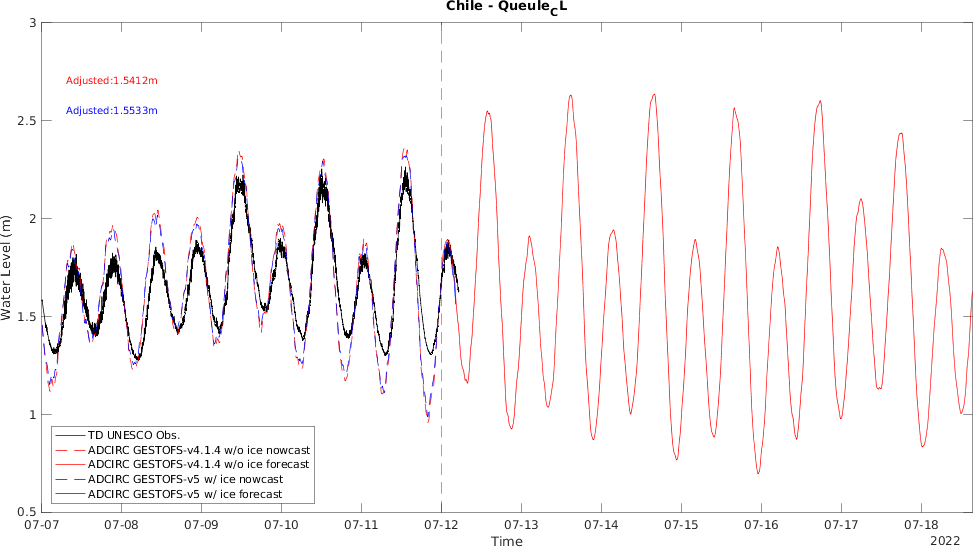 Chile - Queule_CL
3
Adjusted:1.5412m
Adjusted:1.5533m
2.5
2
Water Level (m)
1.5
1
TD UNESCO Obs.
ADCIRC GESTOFS-v4.1.4 w/o ice nowcast
ADCIRC GESTOFS-v4.1.4 w/o ice forecast
ADCIRC GESTOFS-v5 w/ ice nowcast
ADCIRC GESTOFS-v5 w/ ice forecast
0.5
07-07 07-08 07-09 07-10 07-11 07-12 07-13 07-14 07-15 07-16 07-17 07-18
Time
2022